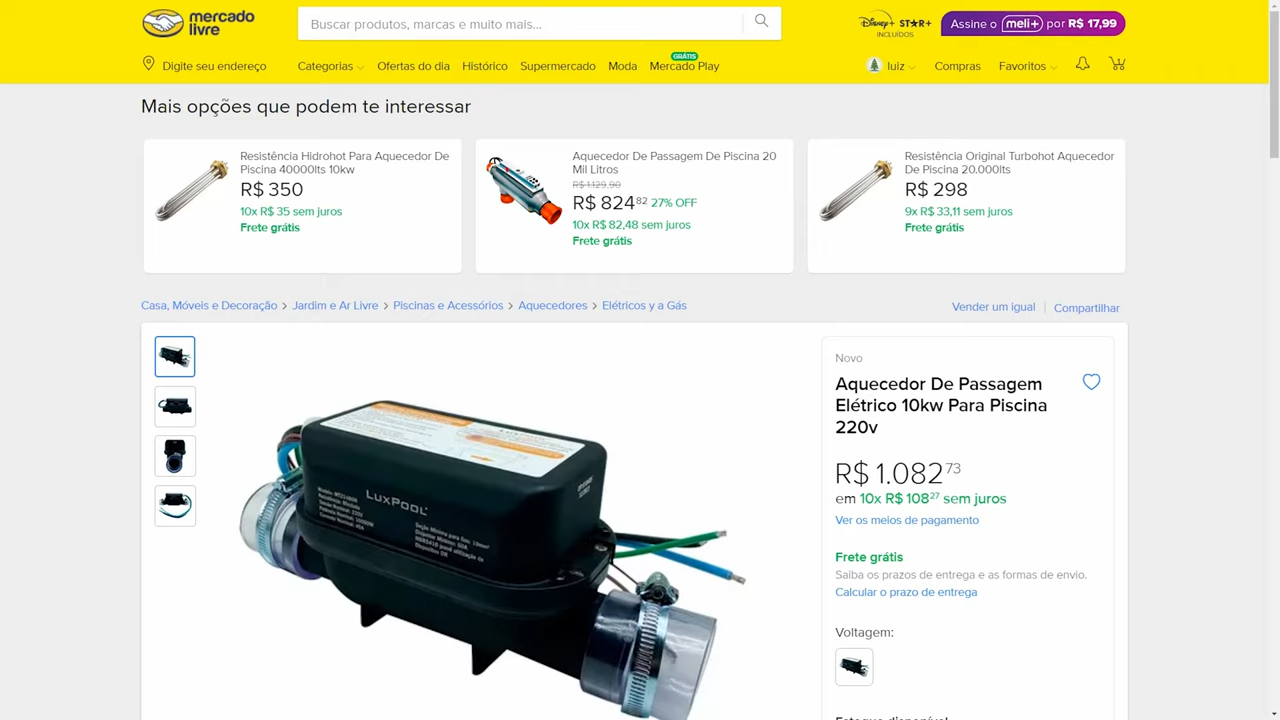 mercado
livre
Buscar produtos, marcas e muito mais...
Disney+ STAR+
INCLUÍDOS
Assine o meli+ por R$ 17,99
Digite seu endereço
Categorias
Ofertas do dia
Histórico
Supermercado
Moda
GRÁTIS
Mercado Play
luiz
Compras
Favoritos
Mais opções que podem te interessar
Resistência Hidrohot Para Aquecedor De
Piscina 40000lts 10kw
R$ 350
10x R$ 35 sem juros
Frete grátis
Aquecedor De Passagem De Piscina 20
Mil Litros
R$ 1.129,90
R$ 824 82 27% OFF
10x R$ 82,48 sem juros
Frete grátis
Resistência Original Turbohot Aquecedor
De Piscina 20.000lts
R$ 298
9x R$ 33,11 sem juros
Frete grátis
Casa, Móveis e Decoração > Jardim e Ar Livre > Piscinas e Acessórios > Aquecedores > Elétricos y a Gás
Vender um igual | Compartilhar
Novo
Aquecedor De Passagem
Elétrico 10kw Para Piscina
220v
R$ 1.082 73
em 10x R$ 108 27 sem juros
Ver os meios de pagamento
Frete grátis
Saiba os prazos de entrega e as formas de envio.
Calcular o prazo de entrega
Voltagem:
Estoque disponível
LUXPOOL